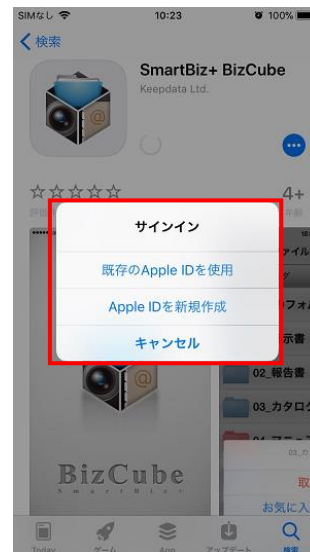 SIMなし 10:23 100%
検索
SmartBiz+ BizCube
Keepdata Ltd.
4+
サインイン
既存のApple IDを使用
Apple IDを新規作成
キャンセル
02_報告書
03_カタログ
BizCube
SmartBiz+
取
お気に入
Today ゲーム App アップデート 検索